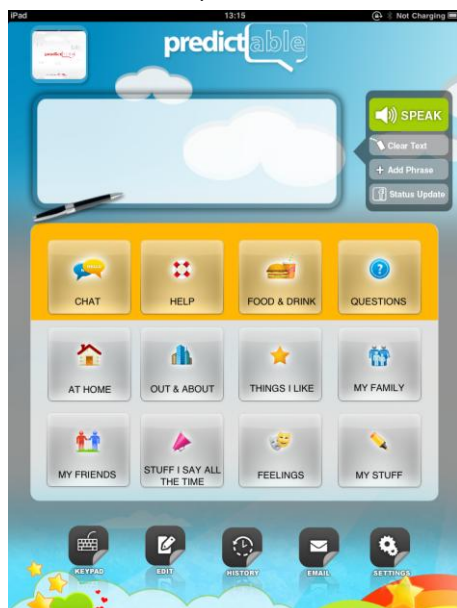 iPad 13:15 Not Charging
predictable
SPEAK
Clear Text
+ Add Phrase
Status Update
CHAT HELP FOOD & DRINK QUESTIONS
AT HOME OUT & ABOUT THINGS I LIKE MY FAMILY
MY FRIENDS STUFF I SAY ALL THE TIME FEELINGS MY STUFF
KEYPAD EDIT HISTORY EMAIL SETTINGS